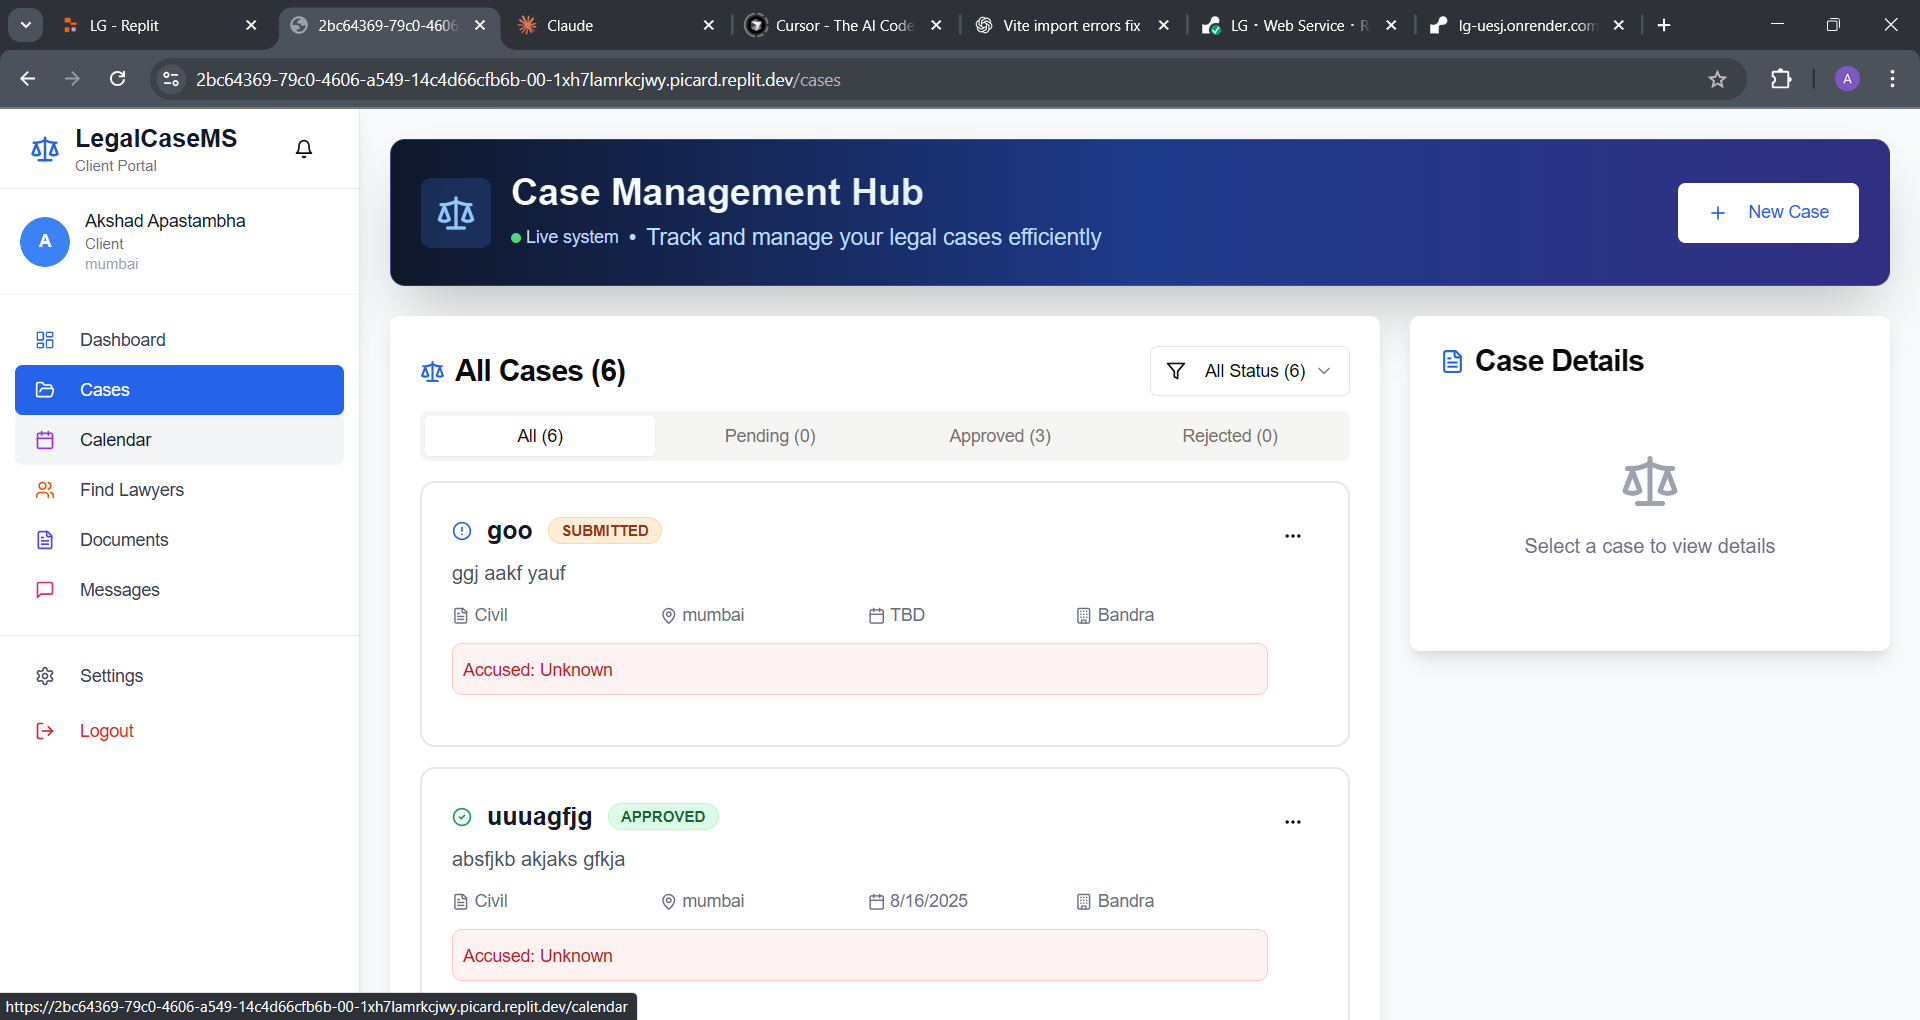 LG - Replit
2bc64369-79c0-4606
Claude
Cursor - The AI Code
Vite import errors fix
LG · Web Service · R
lg-uesj.onrender.com
2bc64369-79c0-4606-a549-14c4d66cfb6b-00-1xh7lamrkcjwy.picard.replit.dev/cases
A
LegalCaseMS
Client Portal
A
Akshad Apastambha
Client
mumbai
Dashboard
Cases
Calendar
Find Lawyers
Documents
Messages
Settings
Logout
Case Management Hub
Live system • Track and manage your legal cases efficiently
+ New Case
All Cases (6)
All Status (6)
All (6) Pending (0) Approved (3) Rejected (0)
goo SUBMITTED
ggj aakf yauf
Civil mumbai TBD Bandra
Accused: Unknown
uuuagfjg APPROVED
absfjkb akjaks gfkja
Civil mumbai 8/16/2025 Bandra
Accused: Unknown
Case Details
Select a case to view details
https://2bc64369-79c0-4606-a549-14c4d66cfb6b-00-1xh7lamrkcjwy.picard.replit.dev/calendar